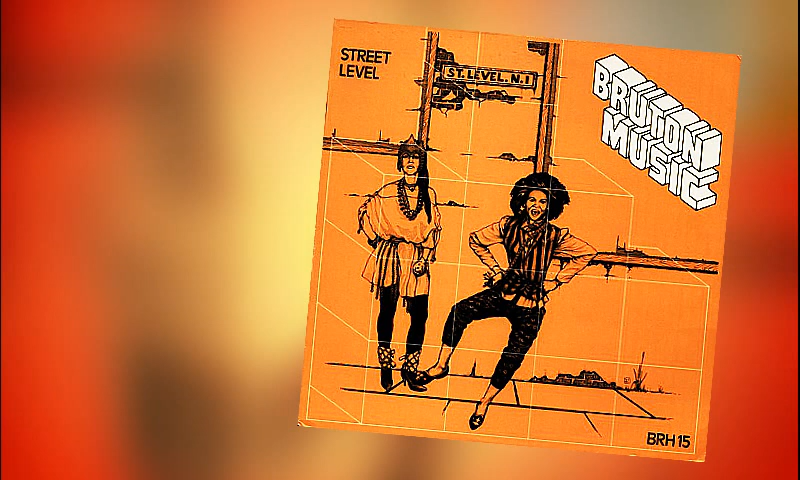 STREET
LEVEL
ST. LEVEL. N.1
BRUTON
MUSIC
BRH 15